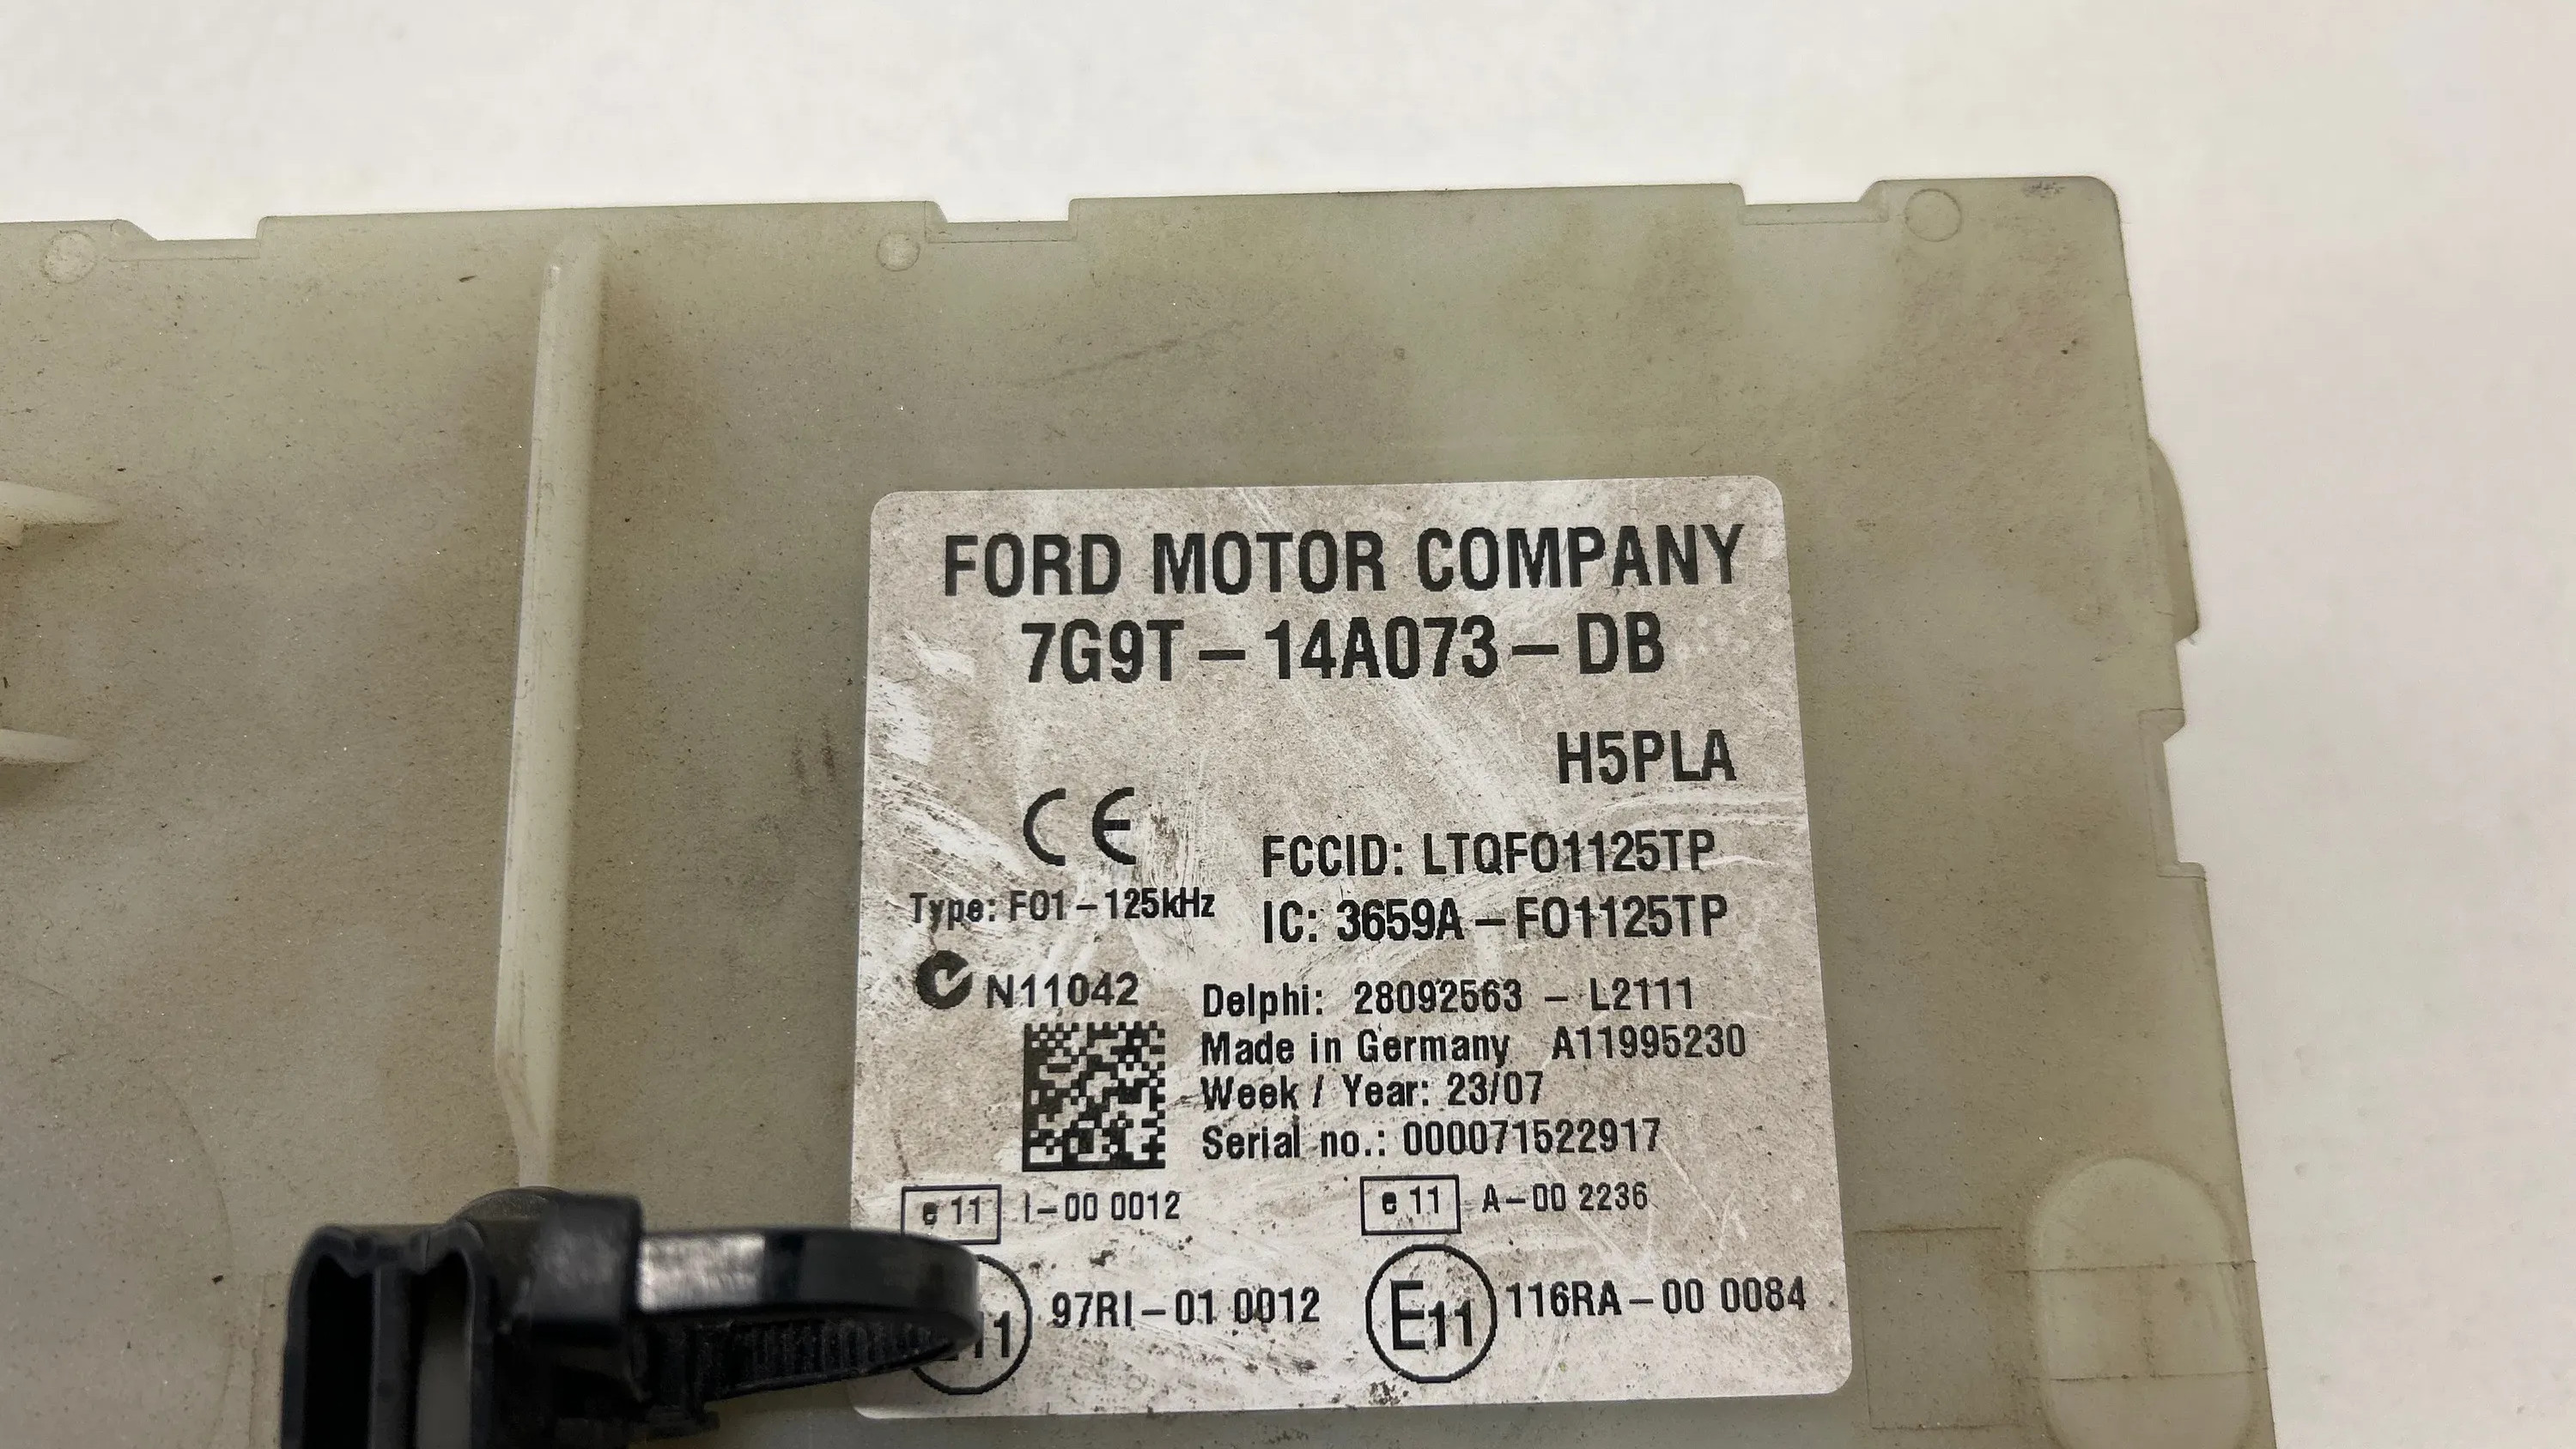 FORD MOTOR COMPANY
7G9T-14A073-DB
H5PLA
CE
FCCID: LTQFO1125TP
Type: FO1-125kHz
IC: 3659A-FO1125TP
N11042
Delphi: 28092563 - L2111
Made in Germany A11995230
Week / Year: 23/07
Serial no.: 000071522917
e 11 I-00 0012 e 11 A-00 2236
11 97RI-01 0012 E11 116RA-00 0084